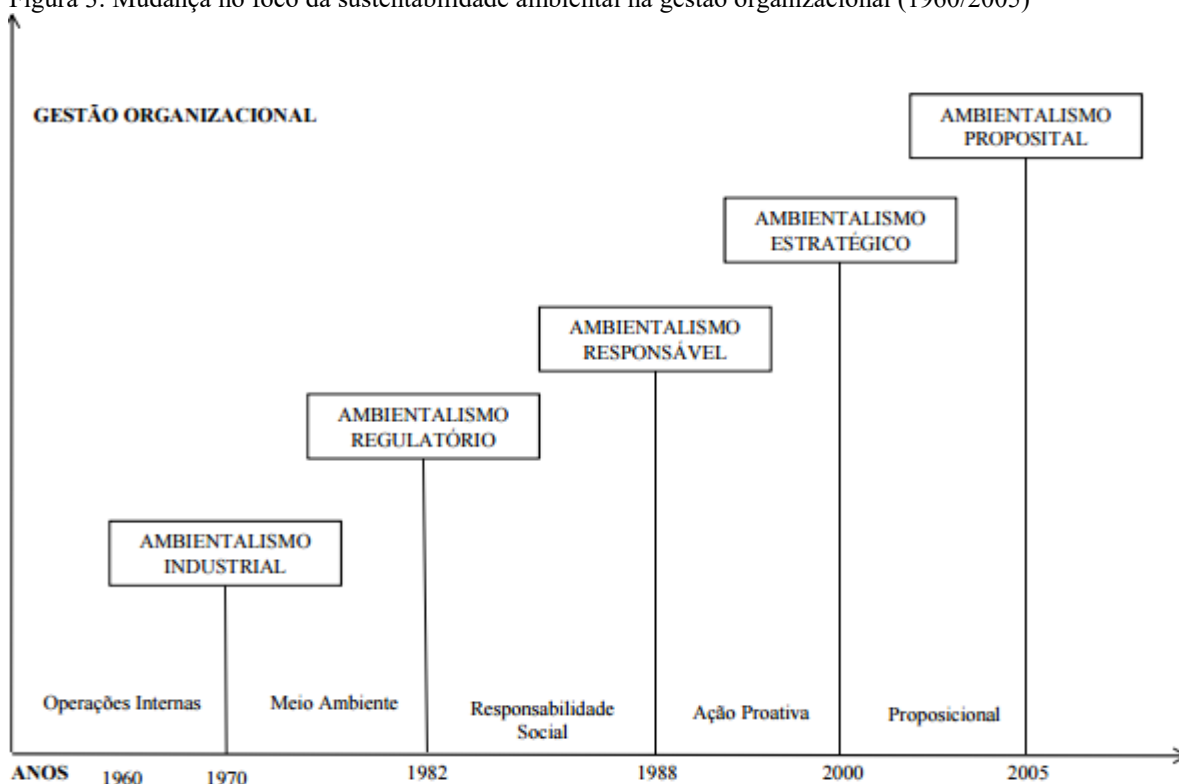 Figura 3: Mudança no foco da sustentabilidade ambiental na gestão organizacional (1960/2005)
GESTÃO ORGANIZACIONAL
AMBIENTALISMO
PROPOSITAL
AMBIENTALISMO
ESTRATÉGICO
AMBIENTALISMO
RESPONSÁVEL
AMBIENTALISMO
REGULATÓRIO
AMBIENTALISMO
INDUSTRIAL
Operações Internas
Meio Ambiente
Responsabilidade
Social
Ação Proativa
Proposicional
ANOS 1960 1970 1982 1988 2000 2005